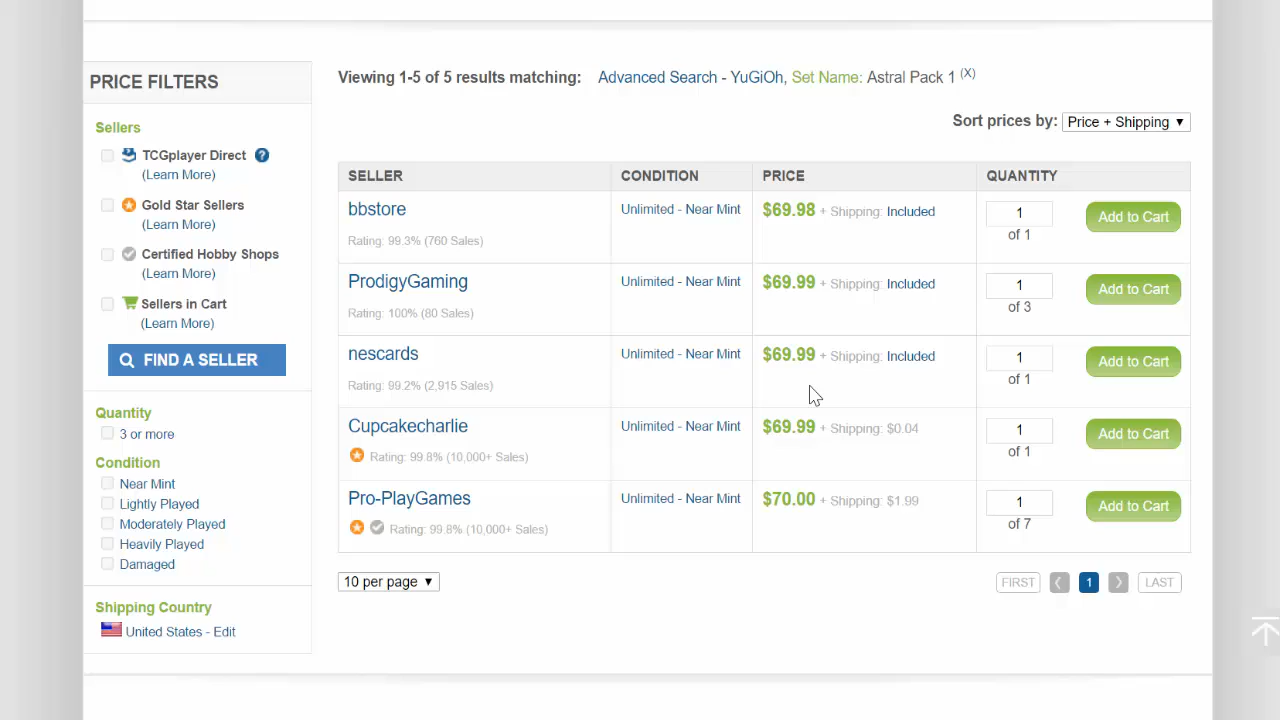 PRICE FILTERS
Sellers
TCGplayer Direct ?
(Learn More)
Gold Star Sellers
(Learn More)
Certified Hobby Shops
(Learn More)
Sellers in Cart
(Learn More)
FIND A SELLER
Quantity
3 or more
Condition
Near Mint
Lightly Played
Moderately Played
Heavily Played
Damaged
Shipping Country
United States - Edit
Viewing 1-5 of 5 results matching: Advanced Search - YuGiOh, Set Name: Astral Pack 1 (X)
Sort prices by: Price + Shipping ▼
SELLER CONDITION PRICE QUANTITY
bbstore Unlimited - Near Mint $69.98 + Shipping: Included 1 Add to Cart
Rating: 99.3% (760 Sales) of 1
ProdigyGaming Unlimited - Near Mint $69.99 + Shipping: Included 1 Add to Cart
Rating: 100% (80 Sales) of 3
nescards Unlimited - Near Mint $69.99 + Shipping: Included 1 Add to Cart
Rating: 99.2% (2,915 Sales) of 1
Cupcakecharlie Unlimited - Near Mint $69.99 + Shipping: $0.04 1 Add to Cart
Rating: 99.8% (10,000+ Sales) of 1
Pro-PlayGames Unlimited - Near Mint $70.00 + Shipping: $1.99 1 Add to Cart
Rating: 99.8% (10,000+ Sales) of 7
10 per page ▼ FIRST ❮ 1 ❯ LAST